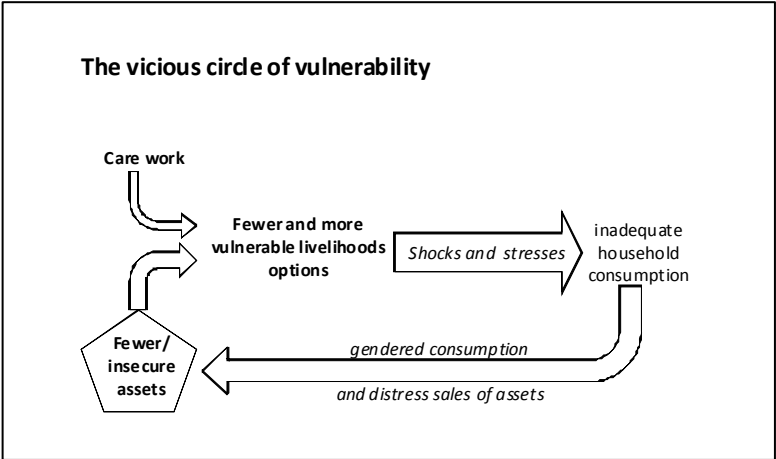 The vicious circle of vulnerability
Care work
Fewer and more
vulnerable livelihoods
options
Shocks and stresses
inadequate
household
consumption
Fewer/
insecure
assets
gendered consumption
and distress sales of assets